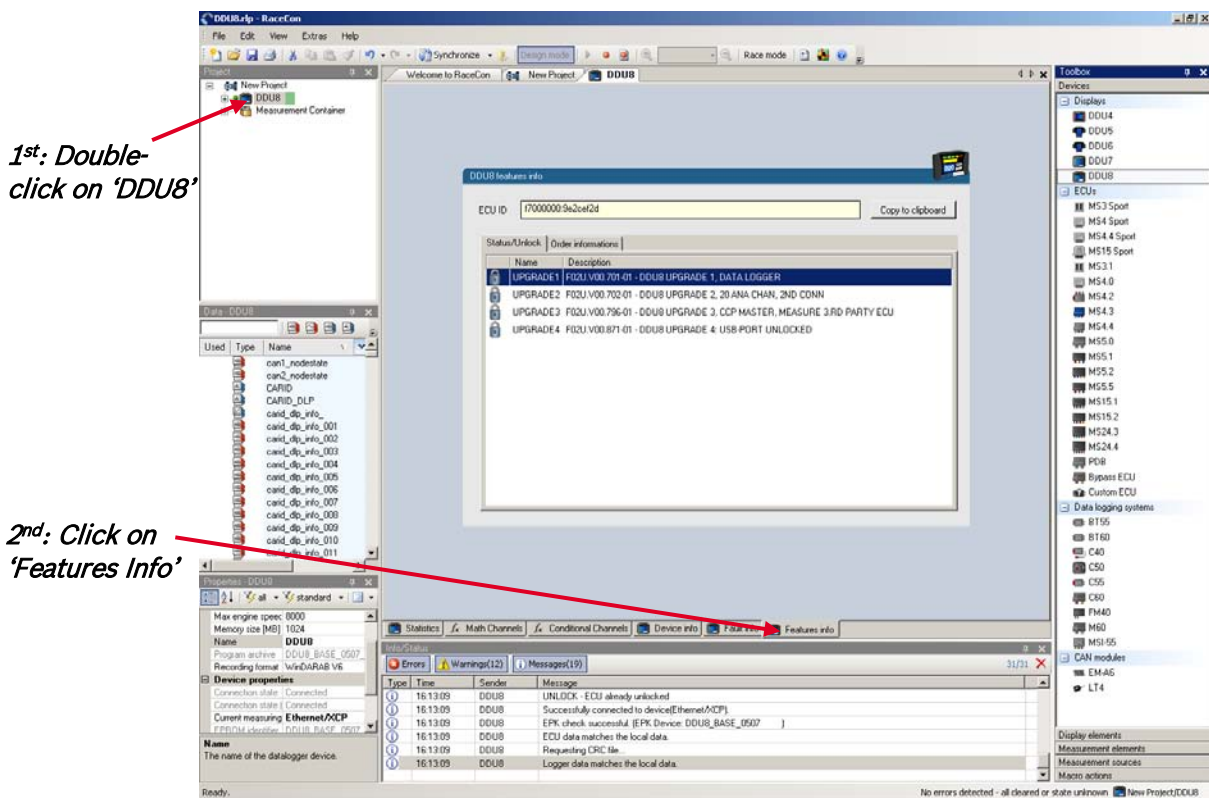 DDU8.rlp - RaceCon
File Edit View Extras Help
Synchronize Design mode Race mode
Project
New Project
DDU8
Measurement Container
1st: Double-
click on 'DDU8'
Welcome to RaceCon New Project DDU8
DDU8 features info
ECU ID f7000000:9e2cef2d Copy to clipboard
Status/Unlock Order informations
Name Description
UPGRADE1 F02U.V00.701-01 - DDU8 UPGRADE 1, DATA LOGGER
UPGRADE2 F02U.V00.702-01 - DDU8 UPGRADE 2, 20 ANA CHAN, 2ND CONN
UPGRADE3 F02U.V00.796-01 - DDU8 UPGRADE 3, CCP MASTER, MEASURE 3.RD PARTY ECU
UPGRADE4 F02U.V00.871-01 - DDU8 UPGRADE 4: USB-PORT UNLOCKED
Data - DDU8
Used Type Name
can1_nodestate
can2_nodestate
CARID
CARID_DLP
carid_dlp_info_
carid_dlp_info_001
carid_dlp_info_002
carid_dlp_info_003
carid_dlp_info_004
carid_dlp_info_005
carid_dlp_info_006
carid_dlp_info_007
carid_dlp_info_008
carid_dlp_info_009
carid_dlp_info_010
carid_dlp_info_011
2nd: Click on
'Features Info'
Properties - DDU8
all standard
Max engine speec 8000
Memory size [MB] 1024
Name DDU8
Program archive DDU8_BASE_0507_
Recording format WinDARAB V6
Device properties
Connection state Connected
Connection state ( Connected
Current measuring Ethernet/XCP
EPROM identifier DDU8_BASE_0507
Name
The name of the datalogger device.
Statistics Math Channels Conditional Channels Device info Fault info Features info
Info/Status
Errors Warnings(12) Messages(19) 31/31
Type Time Sender Message
16:13:09 DDU8 UNLOCK - ECU already unlocked
16:13:09 DDU8 Successfully connected to device(Ethernet/XCP).
16:13:09 DDU8 EPK check successful. (EPK Device: DDU8_BASE_0507 )
16:13:09 DDU8 ECU data matches the local data.
16:13:09 DDU8 Requesting CRC file...
16:13:09 DDU8 Logger data matches the local data.
Toolbox
Devices
Displays
DDU4
DDU5
DDU6
DDU7
DDU8
ECUs
MS3 Sport
MS4 Sport
MS4.4 Sport
MS15 Sport
MS3.1
MS4.0
MS4.2
MS4.3
MS4.4
MS5.0
MS5.1
MS5.2
MS5.5
MS15.1
MS15.2
MS24.3
MS24.4
PDB
Bypass ECU
Custom ECU
Data logging systems
BT55
BT60
C40
C50
C55
C60
FM40
M60
MSI-55
CAN modules
EM-A6
LT4
Display elements
Measurement elements
Measurement sources
Macro actions
Ready. No errors detected - all cleared or state unknown New Project/DDU8